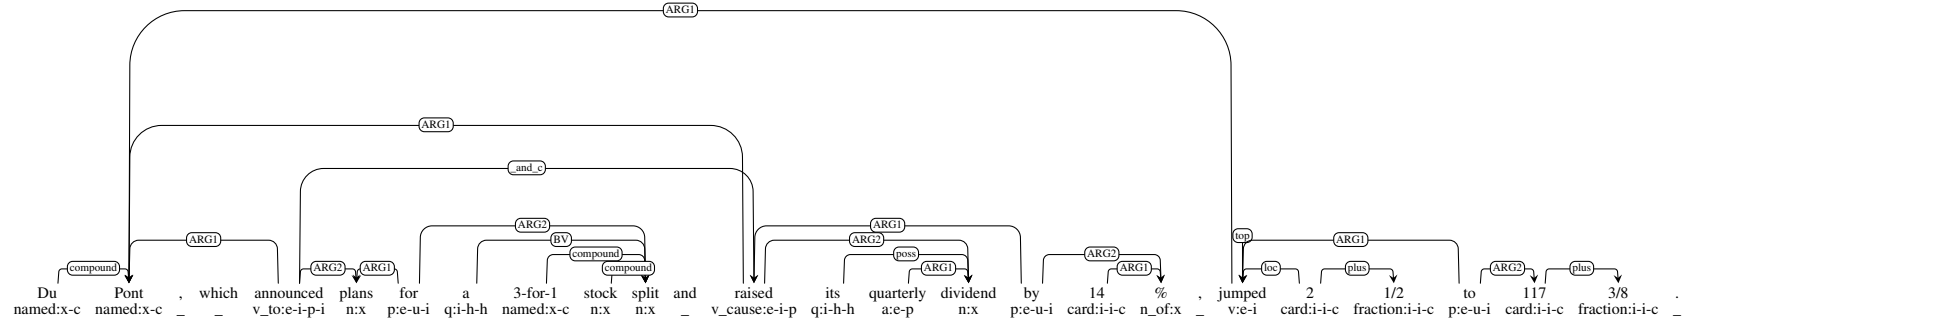 ARG1
ARG1
_and_c
ARG2 ARG1
ARG1 BV ARG2 top ARG1
compound poss ARG2
compound ARG2 ARG1 compound ARG1 ARG1 loc plus ARG2 plus
Du Pont , which announced plans for a 3-for-1 stock split and raised its quarterly dividend by 14 % , jumped 2 1/2 to 117 3/8 .
named:x-c named:x-c _ _ v_to:e-i-p-i n:x p:e-u-i q:i-h-h named:x-c n:x n:x _ v_cause:e-i-p q:i-h-h a:e-p n:x p:e-u-i card:i-i-c n_of:x _ v:e-i card:i-i-c fraction:i-i-c p:e-u-i card:i-i-c fraction:i-i-c _